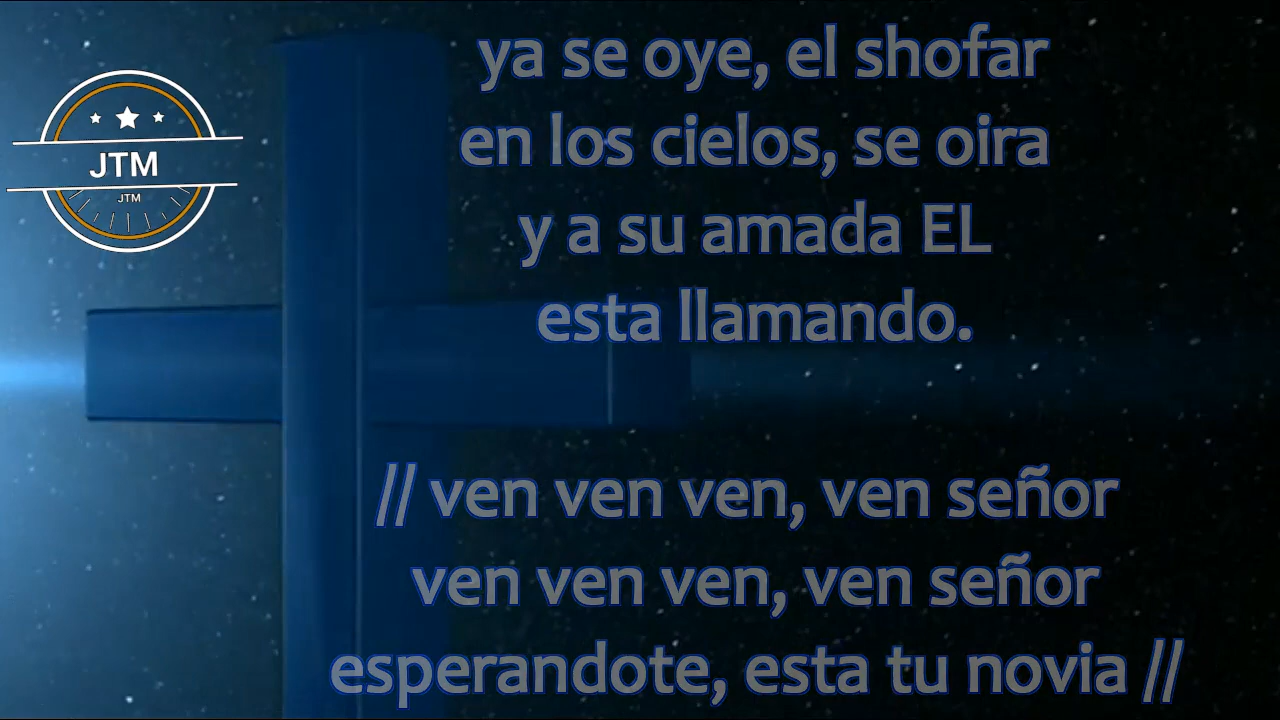 JTM
JTM
ya se oye, el shofar
en los cielos, se oira
y a su amada EL
esta llamando.
// ven ven ven, ven señor
ven ven ven, ven señor
esperandote, esta tu novia //